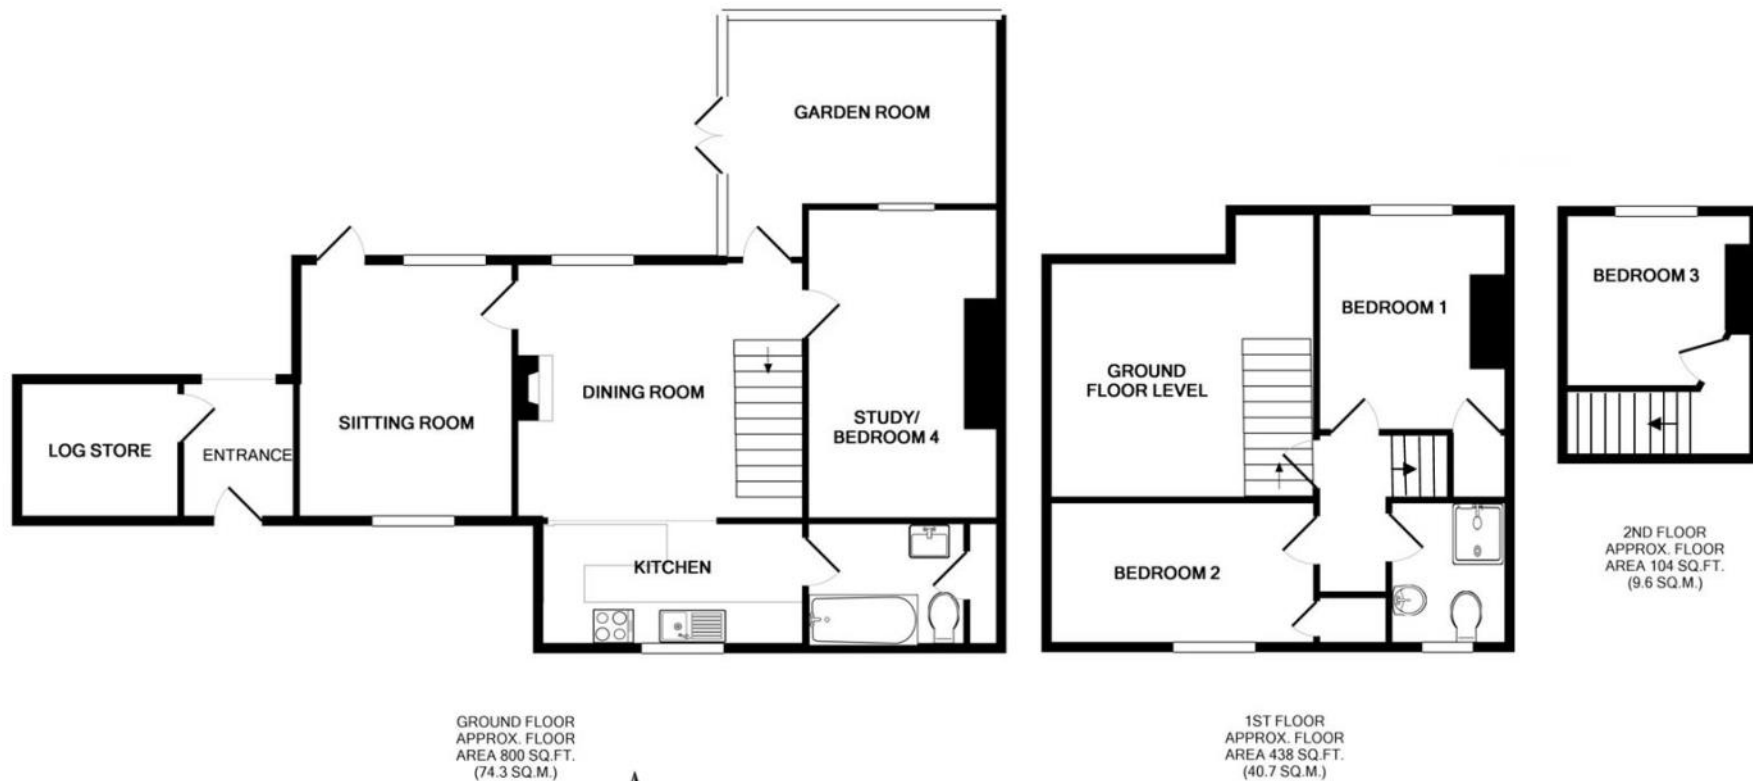 GARDEN ROOM
LOG STORE
ENTRANCE
SIITTING ROOM
DINING ROOM
STUDY/
BEDROOM 4
KITCHEN
GROUND FLOOR
APPROX. FLOOR
AREA 800 SQ.FT.
(74.3 SQ.M.)
GROUND
FLOOR LEVEL
BEDROOM 1
BEDROOM 2
1ST FLOOR
APPROX. FLOOR
AREA 438 SQ.FT.
(40.7 SQ.M.)
BEDROOM 3
2ND FLOOR
APPROX. FLOOR
AREA 104 SQ.FT.
(9.6 SQ.M.)